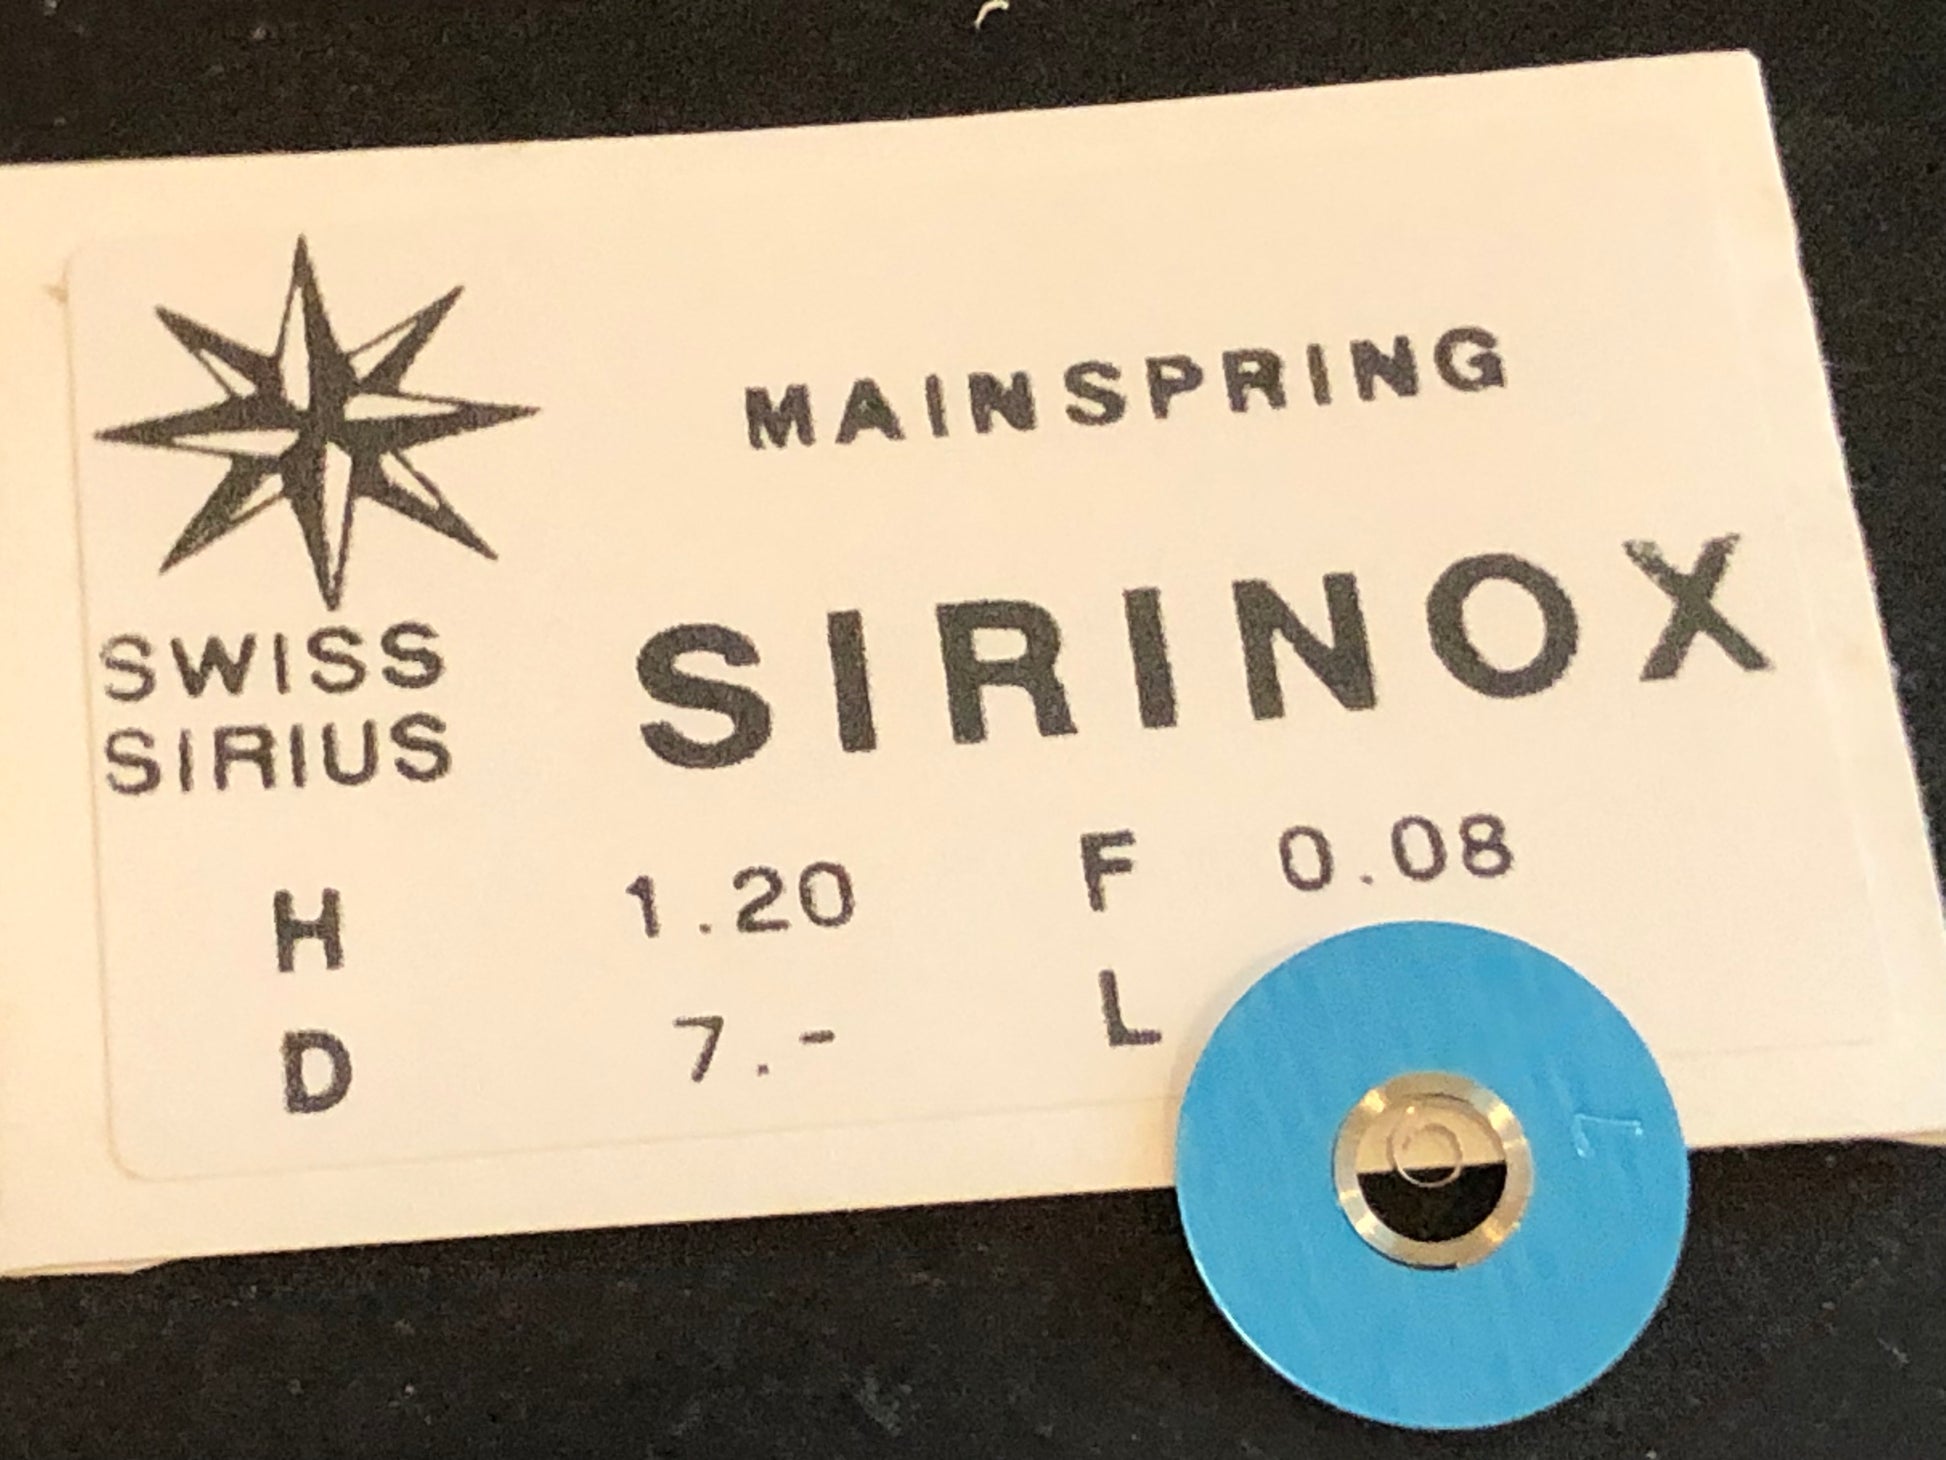 MAINSPRING
SWISS
SIRIUS
SIRINOX
H 1.20 F 0.08
D 7.- L